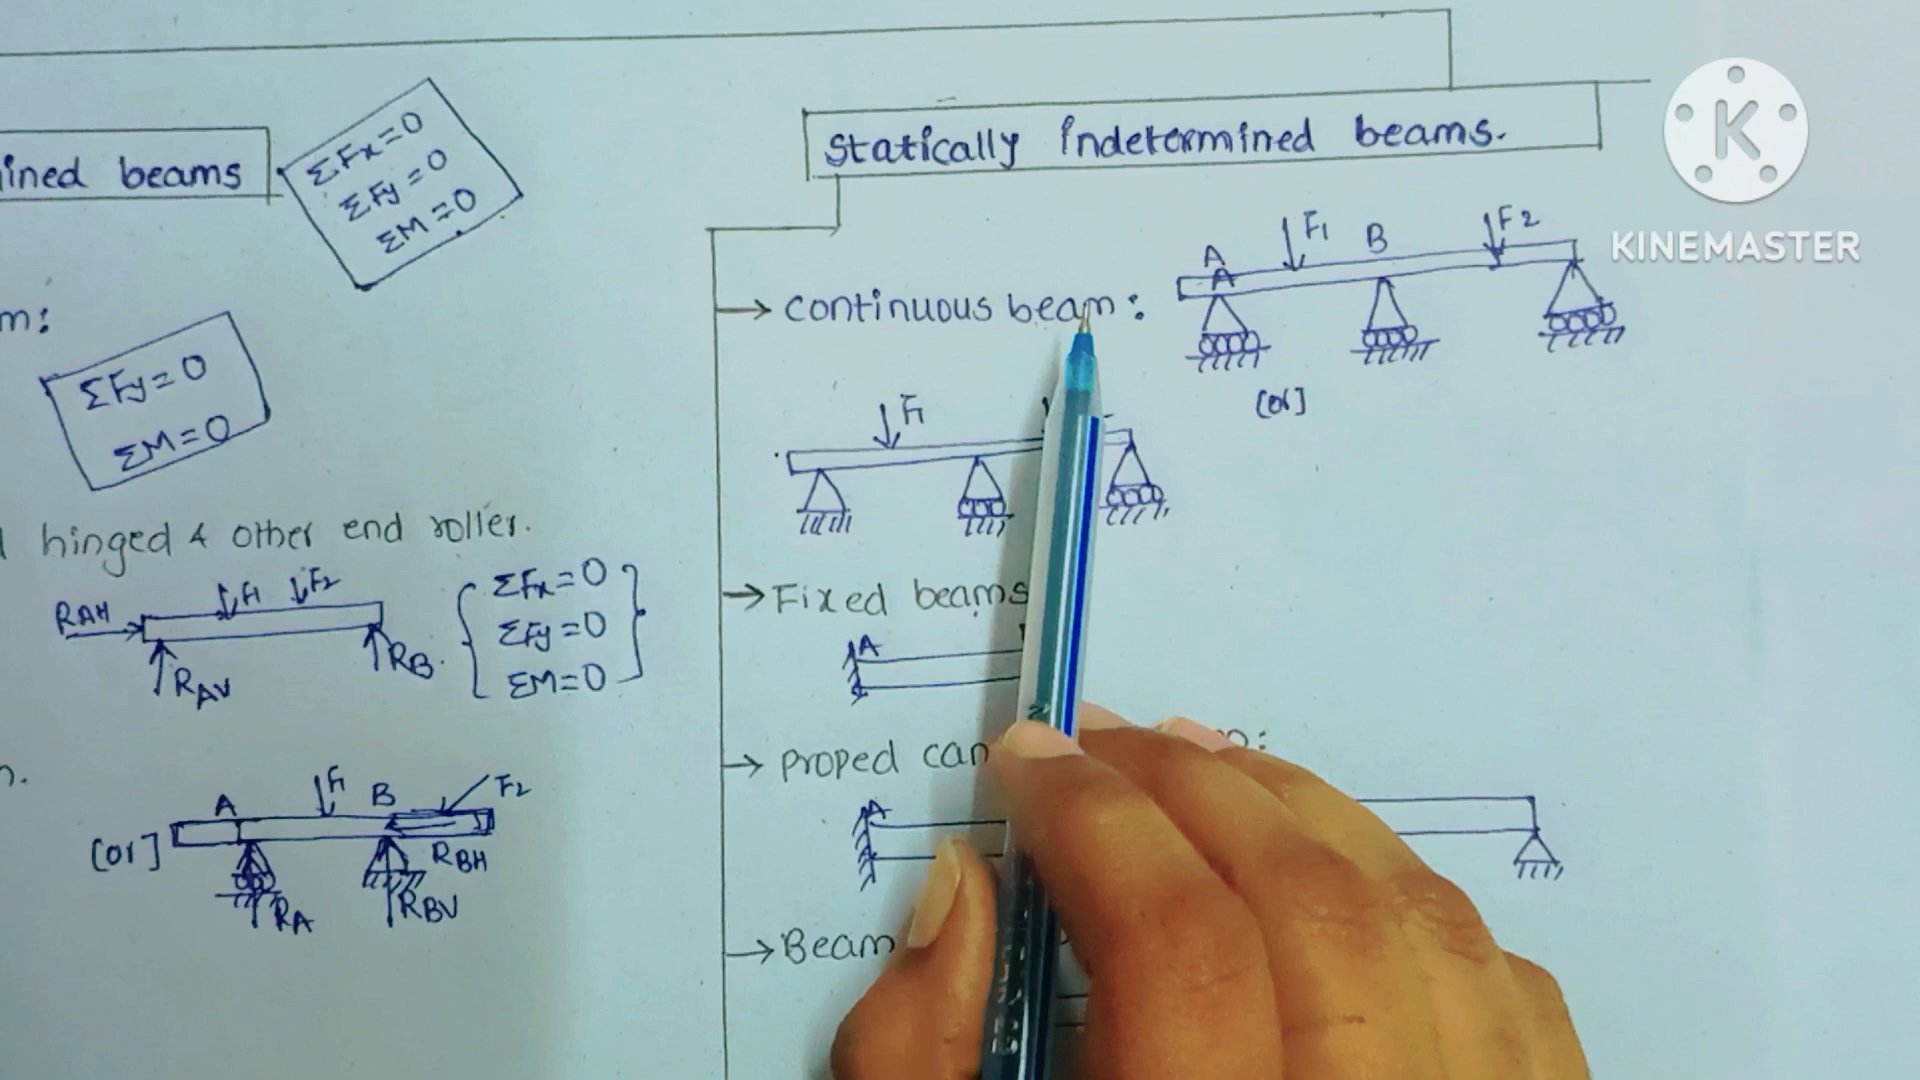 ined beams
ΣFx=0
ΣFy=0
ΣM=0
m:
ΣFy=0
ΣM=0
hinged & other end roller.
RAH
F1
F2
RAV
RB.
ΣFx=0
ΣFy=0
ΣM=0
n.
[or]
A
F1
B
F2
RBH
RA
RBV
Statically indetermined beams.
→ continuous beam:
A
A
F1
B
F2
[or]
F1
→ Fixed beams
A
→ Proped can
:
A
A
→ Beam
K
KINEMASTER